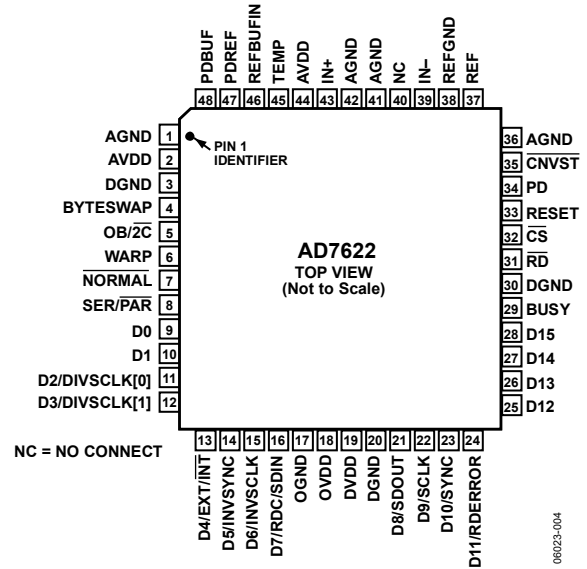 PDBUF
PDREF
REFBUFIN
TEMP
AVDD
IN+
AGND
AGND
NC
IN–
REFGND
REF
48 47 46 45 44 43 42 41 40 39 38 37
AGND 1
AVDD 2
DGND 3
BYTESWAP 4
OB/2C 5
WARP 6
NORMAL 7
SER/PAR 8
D0 9
D1 10
D2/DIVSCLK[0] 11
D3/DIVSCLK[1] 12
PIN 1
IDENTIFIER
AD7622
TOP VIEW
(Not to Scale)
36 AGND
35 CNVST
34 PD
33 RESET
32 CS
31 RD
30 DGND
29 BUSY
28 D15
27 D14
26 D13
25 D12
13 14 15 16 17 18 19 20 21 22 23 24
D4/EXT/INT
D5/INVSYNC
D6/INVSCLK
D7/RDC/SDIN
OGND
OVDD
DVDD
DGND
D8/SDOUT
D9/SCLK
D10/SYNC
D11/RDERROR
NC = NO CONNECT
06023-004